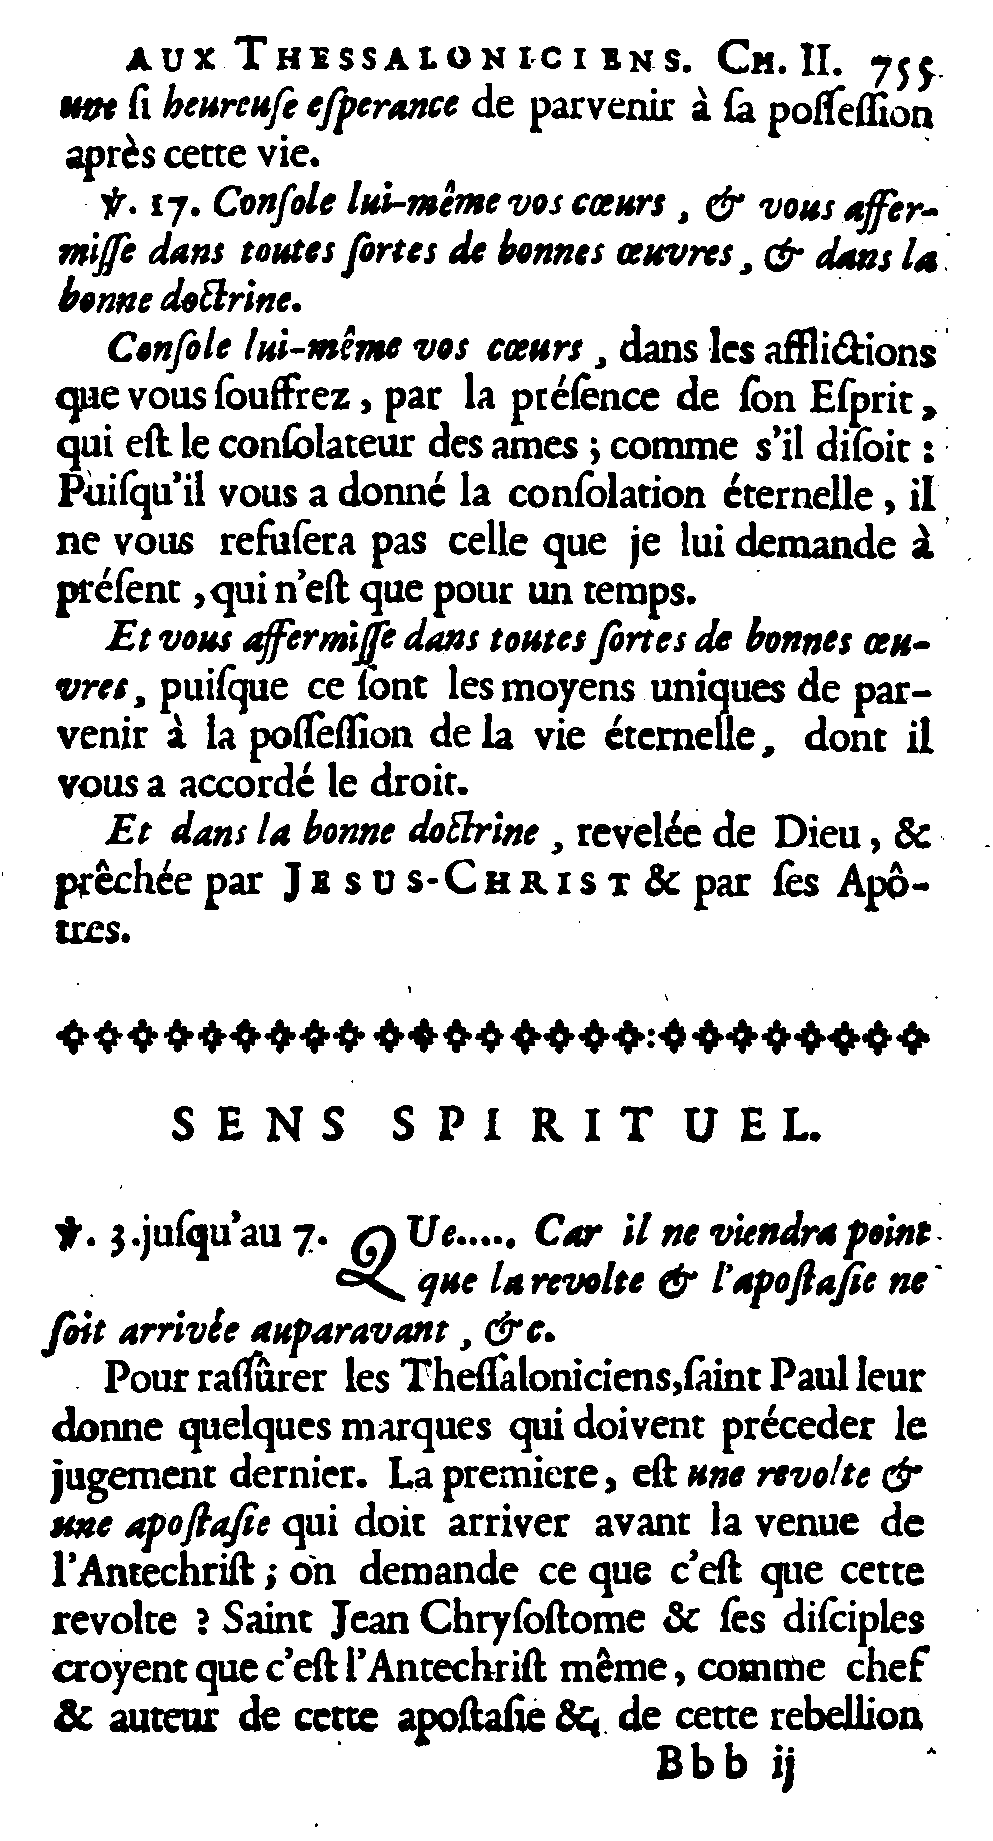 AUX THESSALONICIENS. CH. II. 755
une ſi heureuſe eſperance de parvenir à ſa poſſeſſion
après cette vie.
℣. 17. Conſole lui-même vos cœurs, & vous affer-
miſſe dans toutes ſortes de bonnes œuvres, & dans la
bonne doctrine.
Conſole lui-même vos cœurs, dans les afflictions
que vous ſouffrez, par la préſence de ſon Eſprit,
qui eſt le conſolateur des ames; comme s'il diſoit :
Puiſqu'il vous a donné la conſolation éternelle, il
ne vous refuſera pas celle que je lui demande à
préſent, qui n'eſt que pour un temps.
Et vous affermiſſe dans toutes ſortes de bonnes œu-
vres, puiſque ce ſont les moyens uniques de par-
venir à la poſſeſſion de la vie éternelle, dont il
vous a accordé le droit.
Et dans la bonne doctrine, revelée de Dieu, &
prêchée par JESUS-CHRIST & par ſes Apô-
tres.
SENS SPIRITUEL.
℣. 3. juſqu'au 7. QUe..... Car il ne viendra point
que la revolte & l'apoſtaſie ne
ſoit arrivée auparavant, &c.
Pour raſſûrer les Theſſaloniciens, ſaint Paul leur
donne quelques marques qui doivent préceder le
jugement dernier. La premiere, eſt une revolte &
une apoſtaſie qui doit arriver avant la venue de
l'Antechriſt; on demande ce que c'eſt que cette
revolte ? Saint Jean Chryſoſtome & ſes diſciples
croyent que c'eſt l'Antechriſt même, comme chef
& auteur de cette apoſtaſie & de cette rebellion
Bbb ij